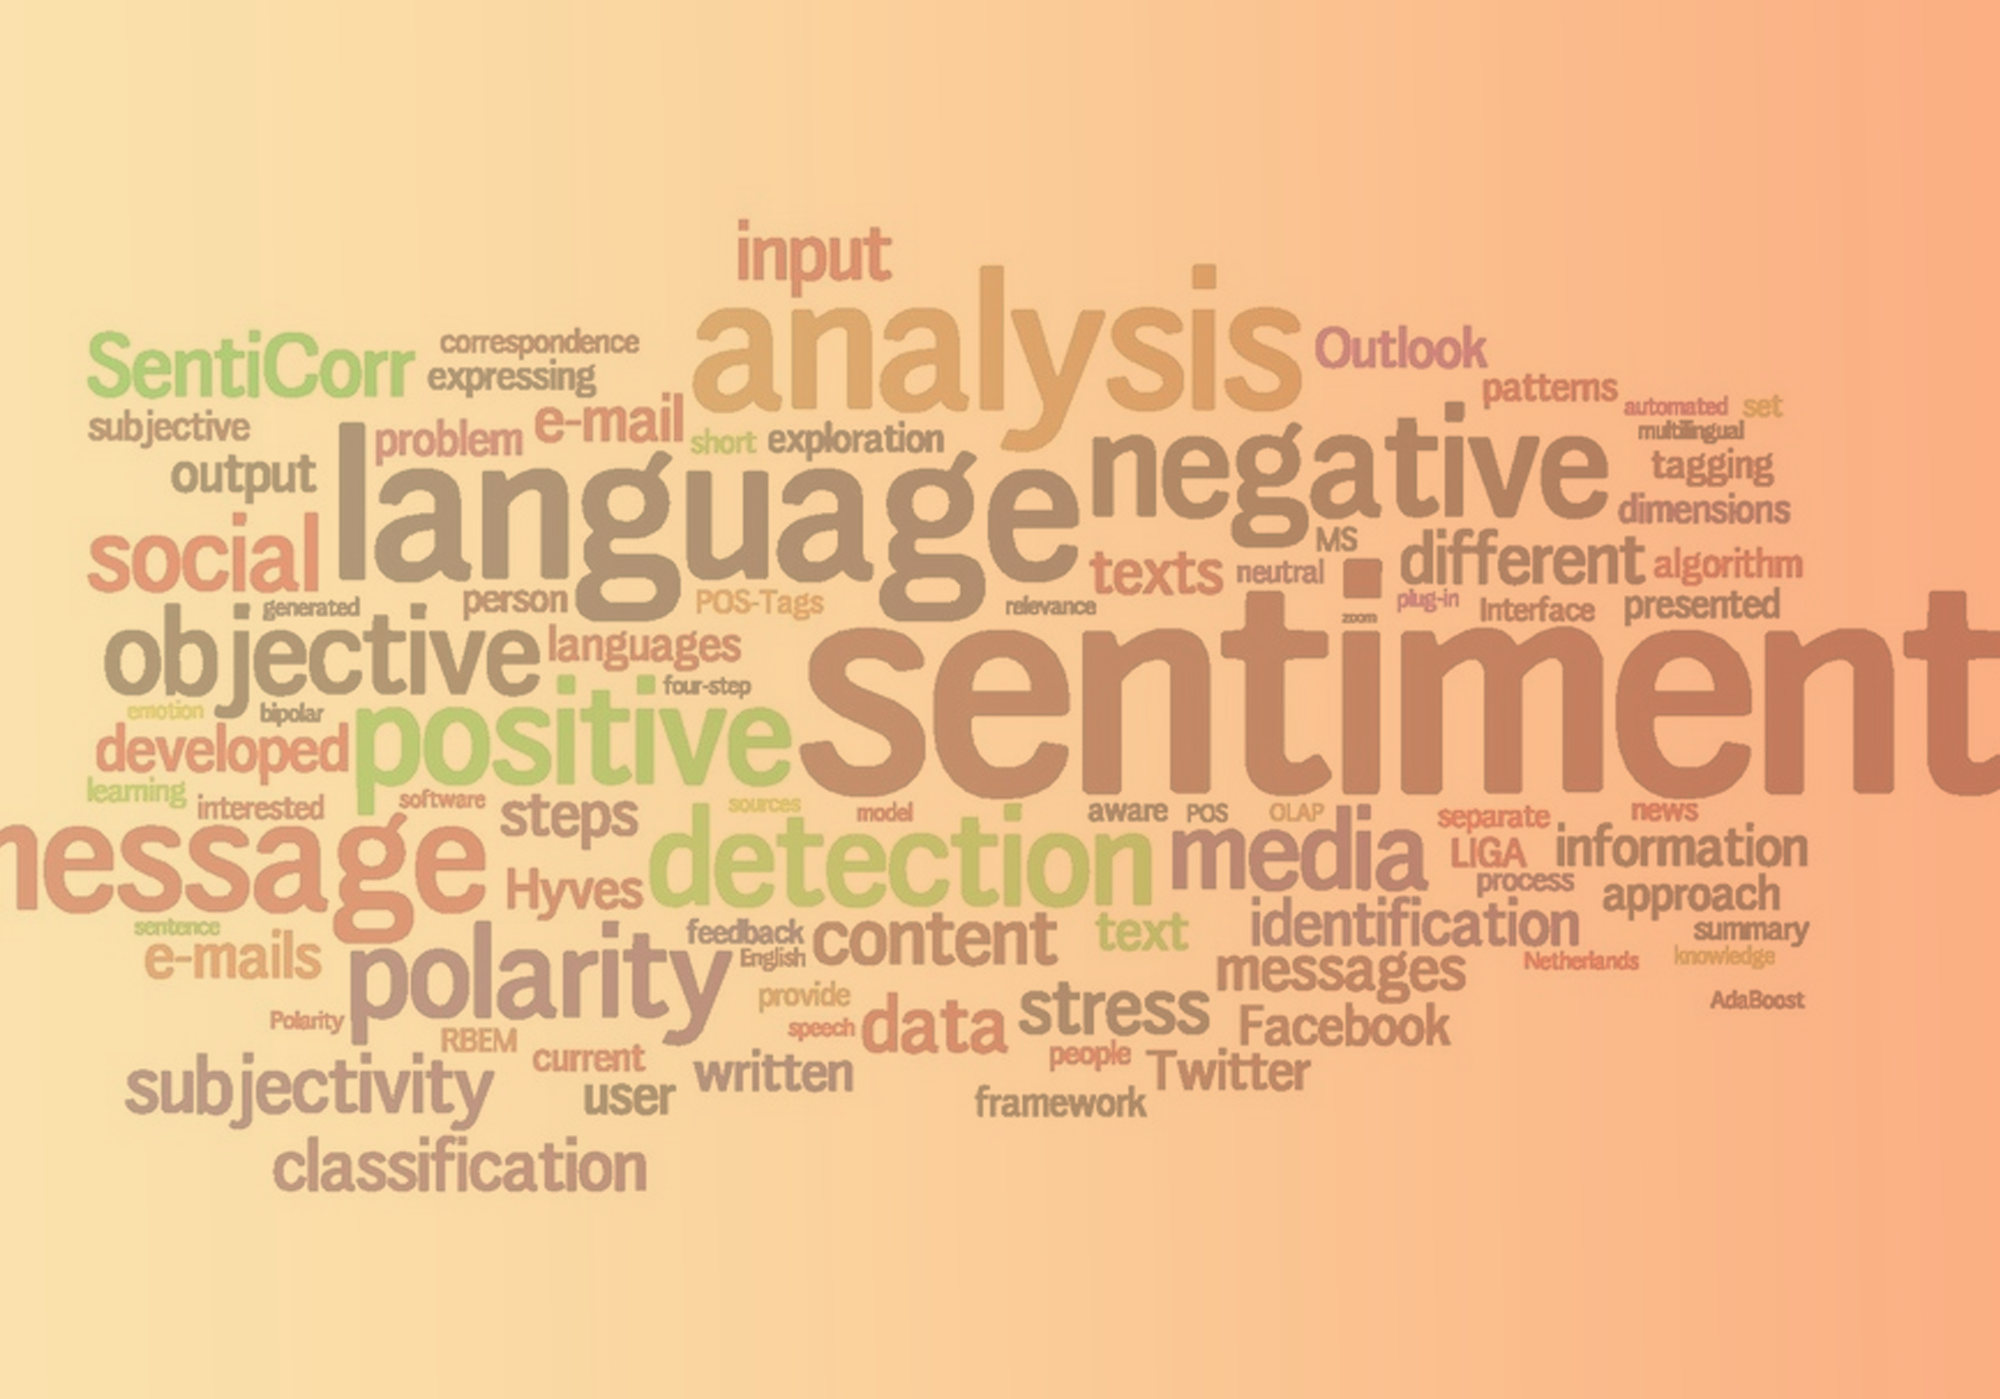 input
analysis
SentiCorr
correspondence
Outlook
expressing
patterns
automated
set
subjective
problem
e-mail
short
exploration
negative
multilingual
output
language
tagging
dimensions
social
MS
different
texts
neutral
algorithm
generated
person
POS-Tags
relevance
zoom
plug-in
Interface
presented
objective
languages
sentiment
four-step
emotion
bipolar
positive
developed
learning
interested
software
steps
sources
model
aware
POS
OLAP
separate
news
essage
Hyves
detection
media
LIGA
information
process
approach
sentence
feedback
content
text
identification
summary
e-mails
polarity
English
messages
Netherlands
knowledge
provide
stress
AdaBoost
Polarity
speech
data
Facebook
RBEM
current
people
Twitter
subjectivity
user
written
framework
classification